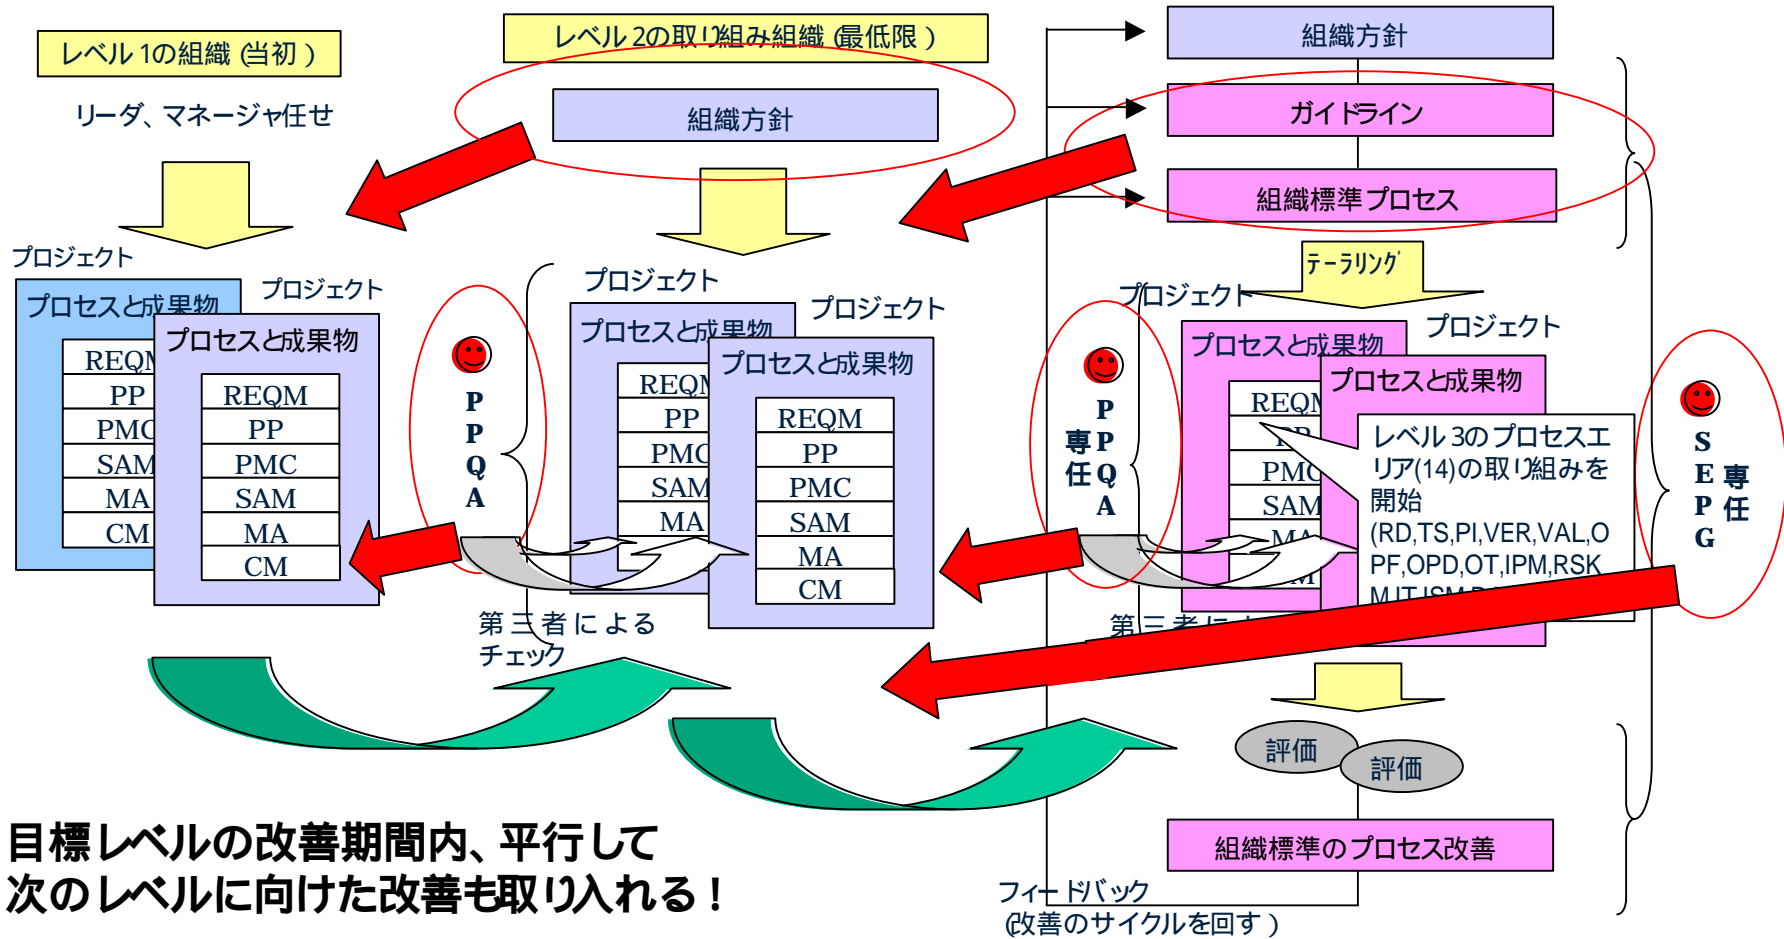 レベル1の組織(当初)
リーダ、マネージャ任せ
プロジェクト
プロジェクト
プロセスと成果物
PP
SAM
MA
CM
プロセスと成果物
REQM
PP
PMC
SAM
MA
CM
レベル2の取り組み組織(最低限)
組織方針
PPQA
プロジェクト
プロジェクト
プロセスと成果物
PP
MA
プロセスと成果物
REQM
PP
PMC
SAM
MA
CM
第三者による
チェック
組織方針
ガイドライン
組織標準プロセス
テーラリング
専任
PPQA
プロジェクト
プロジェクト
プロセスと成果物
プロセスと成果物
レベル3のプロセスエ
リア(14)の取り組みを
開始
(RD,TS,PI,VER,VAL,O
PF,OPD,OT,IPM,RSK
M,IT,ISM,
SEPG
専任
第三者に
評価
評価
組織標準のプロセス改善
フィードバック
(改善のサイクルを回す)
目標レベルの改善期間内、平行して
次のレベルに向けた改善も取り入れる!